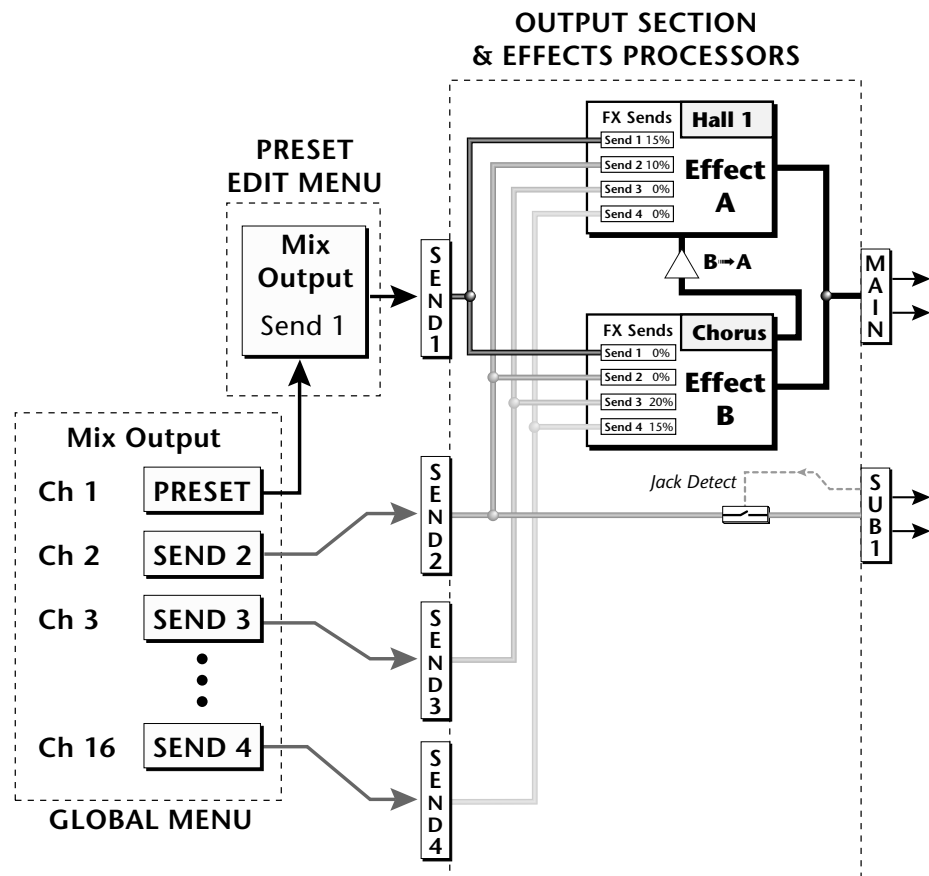 OUTPUT SECTION
& EFFECTS PROCESSORS
PRESET
EDIT MENU
Mix
Output
Send 1
SEND1
FX Sends
Hall 1
Send 1 15%
Send 2 10%
Send 3 0%
Send 4 0%
Effect
A
B➟A
FX Sends
Chorus
Send 1 0%
Send 2 0%
Send 3 20%
Send 4 15%
Effect
B
MAIN
Mix Output
Ch 1 PRESET
Ch 2 SEND 2
Ch 3 SEND 3
Ch 16 SEND 4
GLOBAL MENU
SEND2
Jack Detect
SUB1
SEND3
SEND4